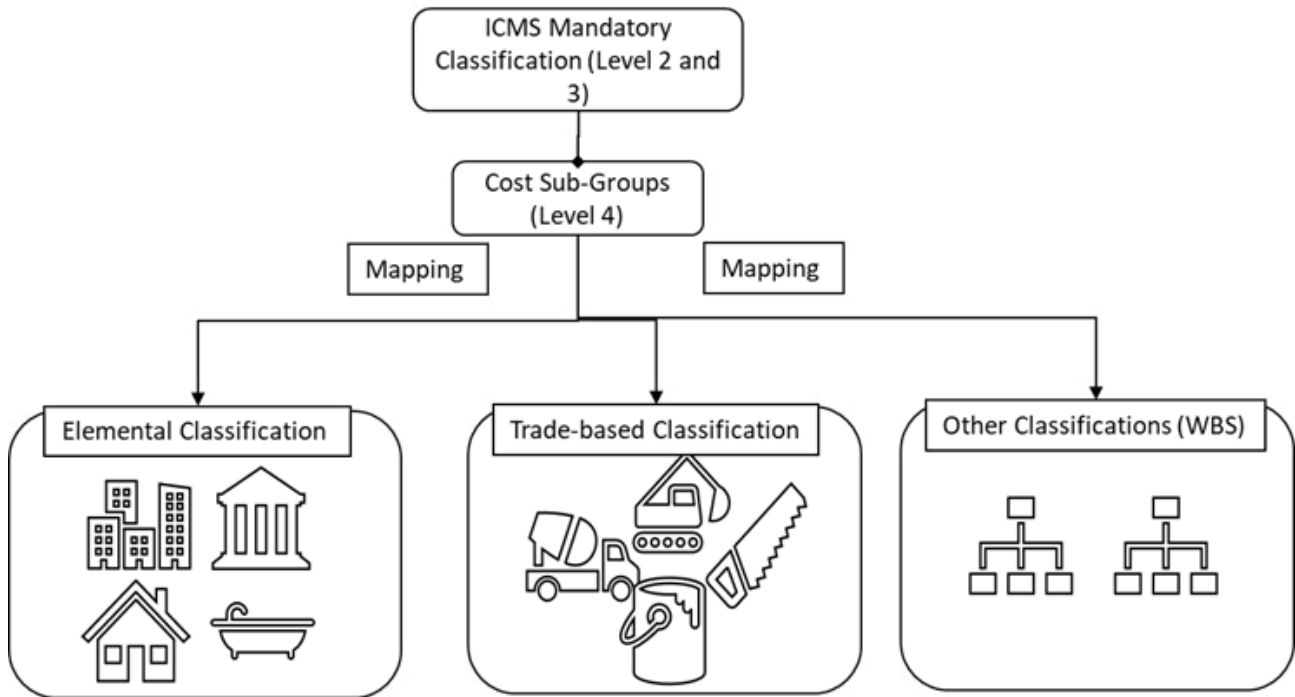 ICMS Mandatory
Classification (Level 2 and
3)
Cost Sub-Groups
(Level 4)
Mapping
Mapping
Elemental Classification
Trade-based Classification
Other Classifications (WBS)